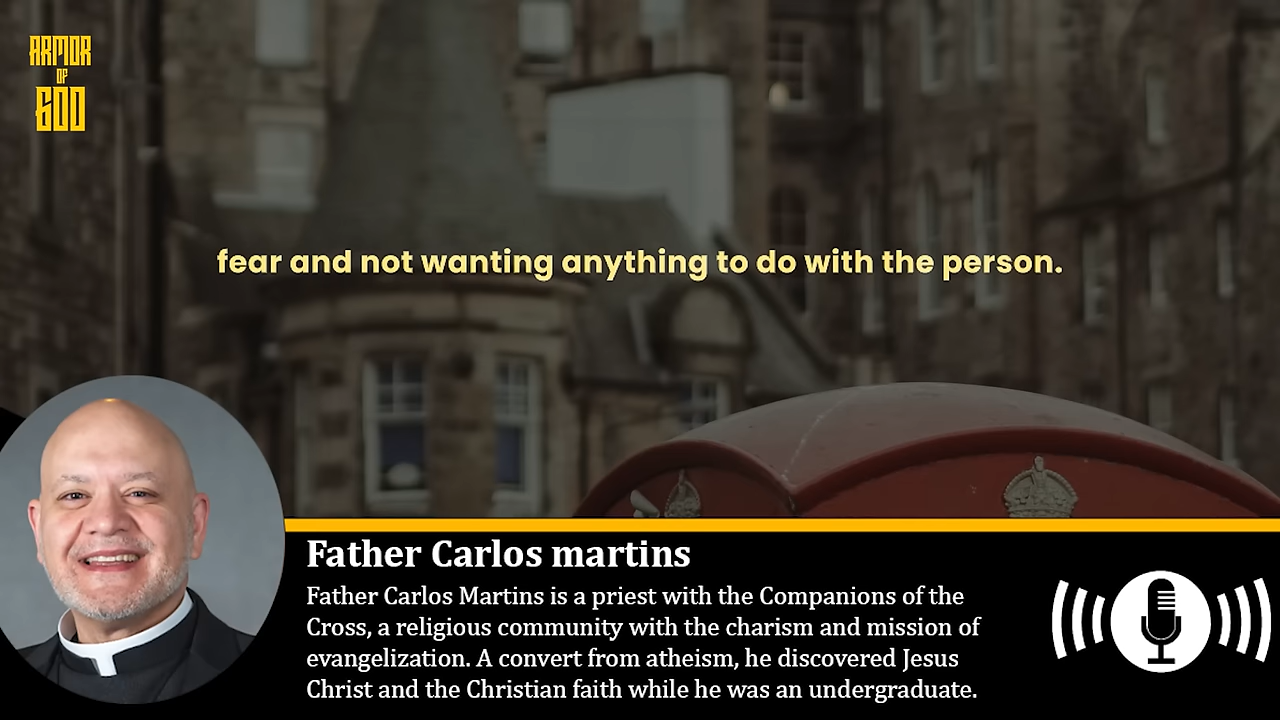 ARMOR
OF
GOD
fear and not wanting anything to do with the person.
Father Carlos martins
Father Carlos Martins is a priest with the Companions of the
Cross, a religious community with the charism and mission of
evangelization. A convert from atheism, he discovered Jesus
Christ and the Christian faith while he was an undergraduate.